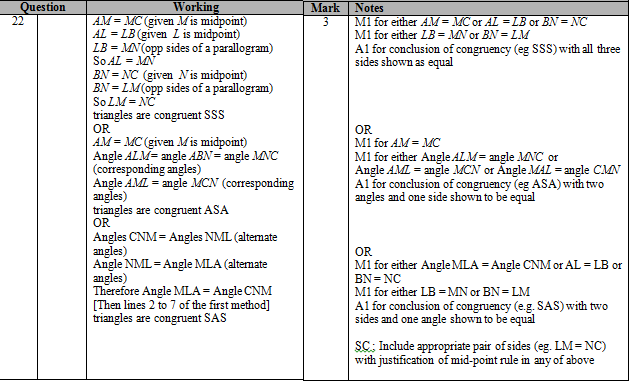 Question Working Mark Notes
22 AM = MC (given M is midpoint) 3 M1 for either AM = MC or AL = LB or BN = NC
AL = LB (given L is midpoint) M1 for either LB = MN or BN = LM
LB = MN (opp sides of a parallogram) A1 for conclusion of congruency (eg SSS) with all three
So AL = MN sides shown as equal
BN = NC (given N is midpoint)
BN = LM (opp sides of a parallogram)
So LM = NC
triangles are congruent SSS
OR OR
AM = MC (given M is midpoint) M1 for AM = MC
Angle ALM= angle ABN = angle MNC M1 for either Angle ALM = angle MNC or
(corresponding angles) Angle AML = angle MCN or Angle MAL = angle CMN
Angle AML = angle MCN (corresponding A1 for conclusion of congruency (eg ASA) with two
angles) angles and one side shown to be equal
triangles are congruent ASA
OR
Angles CNM = Angles NML (alternate OR
angles) M1 for either Angle MLA = Angle CNM or AL = LB or
Angle NML = Angle MLA (alternate BN = NC
angles) M1 for either LB = MN or BN = LM
Therefore Angle MLA = Angle CNM A1 for conclusion of congruency (e.g. SAS) with two
[Then lines 2 to 7 of the first method] sides and one angle shown to be equal
triangles are congruent SAS
SC: Include appropriate pair of sides (eg. LM = NC)
with justification of mid-point rule in any of above